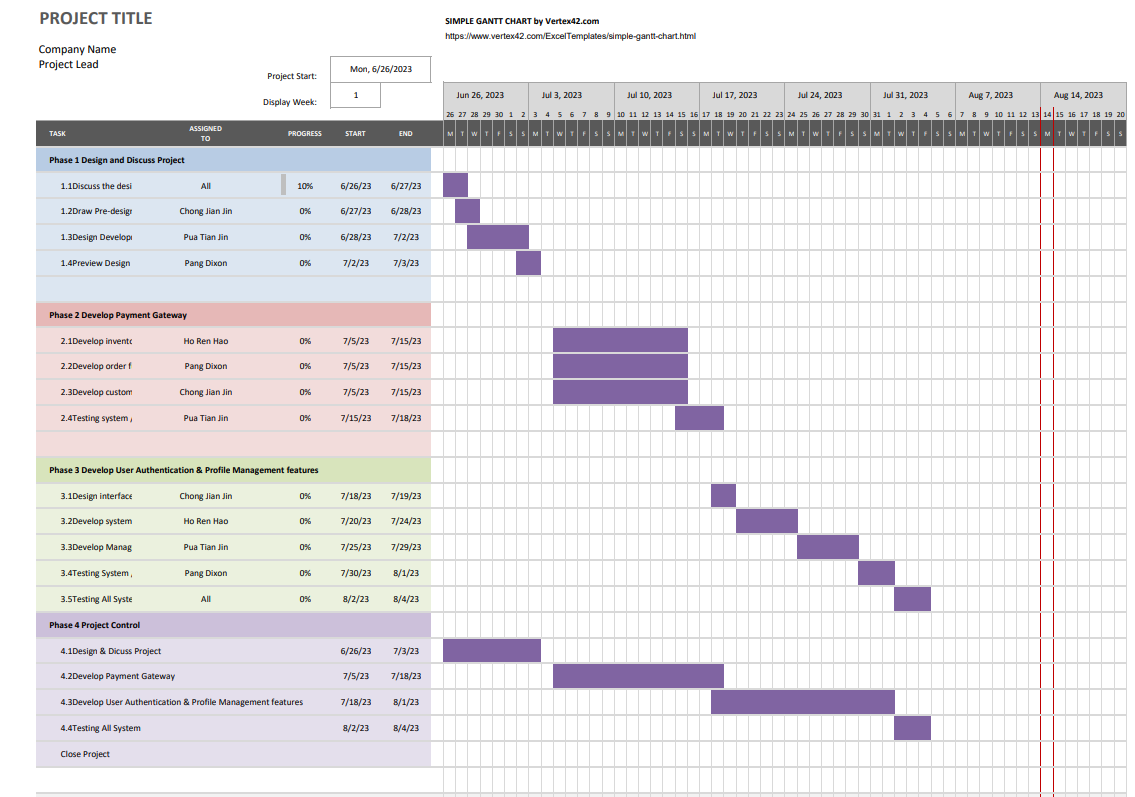 PROJECT TITLE
SIMPLE GANTT CHART by Vertex42.com
https://www.vertex42.com/ExcelTemplates/simple-gantt-chart.html
Company Name
Project Lead
Project Start: Mon, 6/26/2023
Display Week: 1
Jun 26, 2023 Jul 3, 2023 Jul 10, 2023 Jul 17, 2023 Jul 24, 2023 Jul 31, 2023 Aug 7, 2023 Aug 14, 2023
26 27 28 29 30 1 2 3 4 5 6 7 8 9 10 11 12 13 14 15 16 17 18 19 20 21 22 23 24 25 26 27 28 29 30 31 1 2 3 4 5 6 7 8 9 10 11 12 13 14 15 16 17 18 19 20
TASK ASSIGNED TO PROGRESS START END M T W T F S S M T W T F S S M T W T F S S M T W T F S S M T W T F S S M T W T F S S M T W T F S S M T W T F S S
Phase 1 Design and Discuss Project
1.1Discuss the desi All 10% 6/26/23 6/27/23
1.2Draw Pre-design Chong Jian Jin 0% 6/27/23 6/28/23
1.3Design Develop Pua Tian Jin 0% 6/28/23 7/2/23
1.4Preview Design Pang Dixon 0% 7/2/23 7/3/23
Phase 2 Develop Payment Gateway
2.1Develop invento Ho Ren Hao 0% 7/5/23 7/15/23
2.2Develop order f Pang Dixon 0% 7/5/23 7/15/23
2.3Develop custom Chong Jian Jin 0% 7/5/23 7/15/23
2.4Testing system Pua Tian Jin 0% 7/15/23 7/18/23
Phase 3 Develop User Authentication & Profile Management features
3.1Design interface Chong Jian Jin 0% 7/18/23 7/19/23
3.2Develop system Ho Ren Hao 0% 7/20/23 7/24/23
3.3Develop Manag Pua Tian Jin 0% 7/25/23 7/29/23
3.4Testing System Pang Dixon 0% 7/30/23 8/1/23
3.5Testing All Syste All 0% 8/2/23 8/4/23
Phase 4 Project Control
4.1Design & Dicuss Project 6/26/23 7/3/23
4.2Develop Payment Gateway 7/5/23 7/18/23
4.3Develop User Authentication & Profile Management features 7/18/23 8/1/23
4.4Testing All System 8/2/23 8/4/23
Close Project